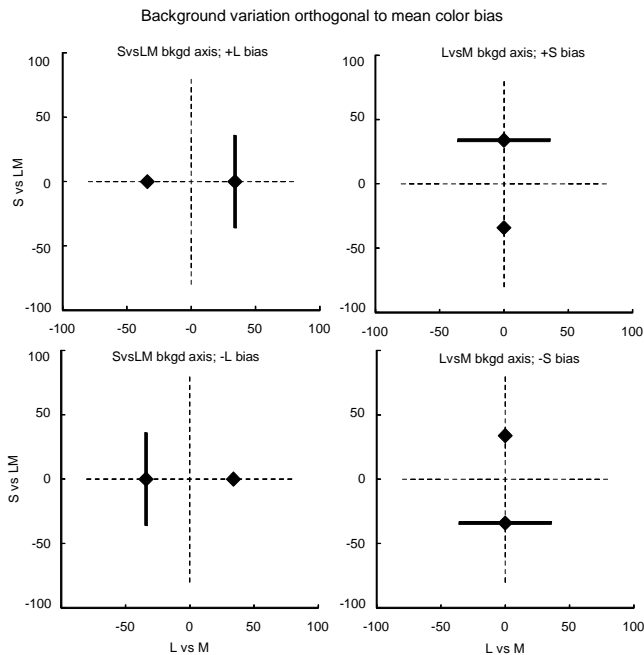 Background variation orthogonal to mean color bias
SvsLM bkgd axis; +L bias
100
50
0
-50
-100
S vs LM
-100 -50 -0 50 100
LvsM bkgd axis; +S bias
100
50
0
-50
-100
-100 -50 0 50 100
SvsLM bkgd axis; -L bias
100
50
0
-50
-100
S vs LM
-50 0 50 100
L vs M
LvsM bkgd axis; -S bias
100
50
0
-50
-100
-100 -50 0 50 100
L vs M